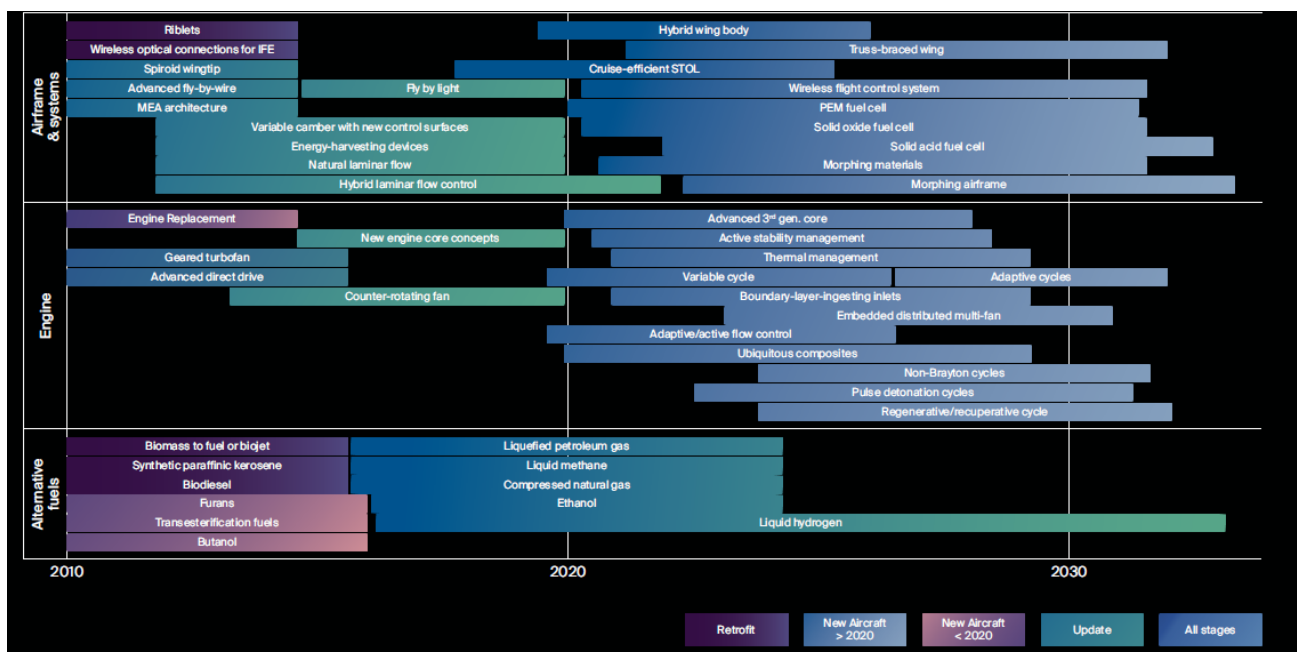 Airframe
& systems
Riblets
Hybrid wing body
Wireless optical connections for IFE
Truss-braced wing
Spiroid wingtip
Cruise-efficient STOL
Advanced fly-by-wire
Fly by light
Wireless flight control system
MEA architecture
PEM fuel cell
Variable camber with new control surfaces
Solid oxide fuel cell
Energy-harvesting devices
Solid acid fuel cell
Natural laminar flow
Morphing materials
Hybrid laminar flow control
Morphing airframe
Engine
Engine Replacement
Advanced 3rd gen. core
New engine core concepts
Active stability management
Geared turbofan
Thermal management
Advanced direct drive
Variable cycle
Adaptive cycles
Counter-rotating fan
Boundary-layer-ingesting inlets
Embedded distributed multi-fan
Adaptive/active flow control
Ubiquitous composites
Non-Brayton cycles
Pulse detonation cycles
Regenerative/recuperative cycle
Alternative
fuels
Biomass to fuel or biojet
Liquefied petroleum gas
Synthetic paraffinic kerosene
Liquid methane
Biodiesel
Compressed natural gas
Furans
Ethanol
Transesterification fuels
Liquid hydrogen
Butanol
2010
2020
2030
Retrofit
New Aircraft
> 2020
New Aircraft
< 2020
Update
All stages